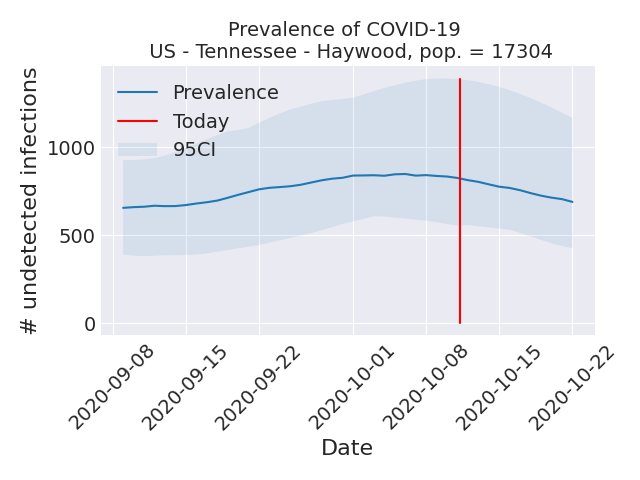 Prevalence of COVID-19
US - Tennessee - Haywood, pop. = 17304
# undetected infections
Prevalence
Today
95CI
1000
500
0
2020-09-08
2020-09-15
2020-09-22
2020-10-01
2020-10-08
2020-10-15
2020-10-22
Date